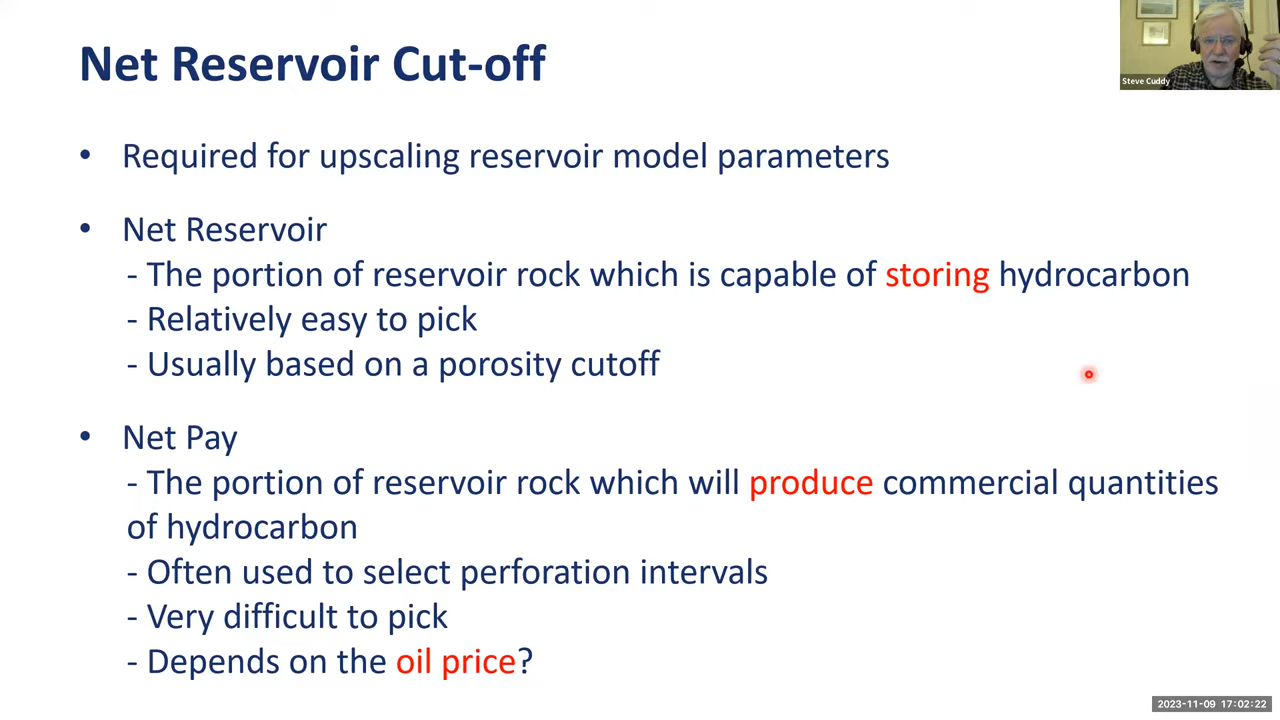 Net Reservoir Cut-off
Steve Cuddy
• Required for upscaling reservoir model parameters
• Net Reservoir
- The portion of reservoir rock which is capable of storing hydrocarbon
- Relatively easy to pick
- Usually based on a porosity cutoff
• Net Pay
- The portion of reservoir rock which will produce commercial quantities
of hydrocarbon
- Often used to select perforation intervals
- Very difficult to pick
- Depends on the oil price?
2023-11-09 17:02:22